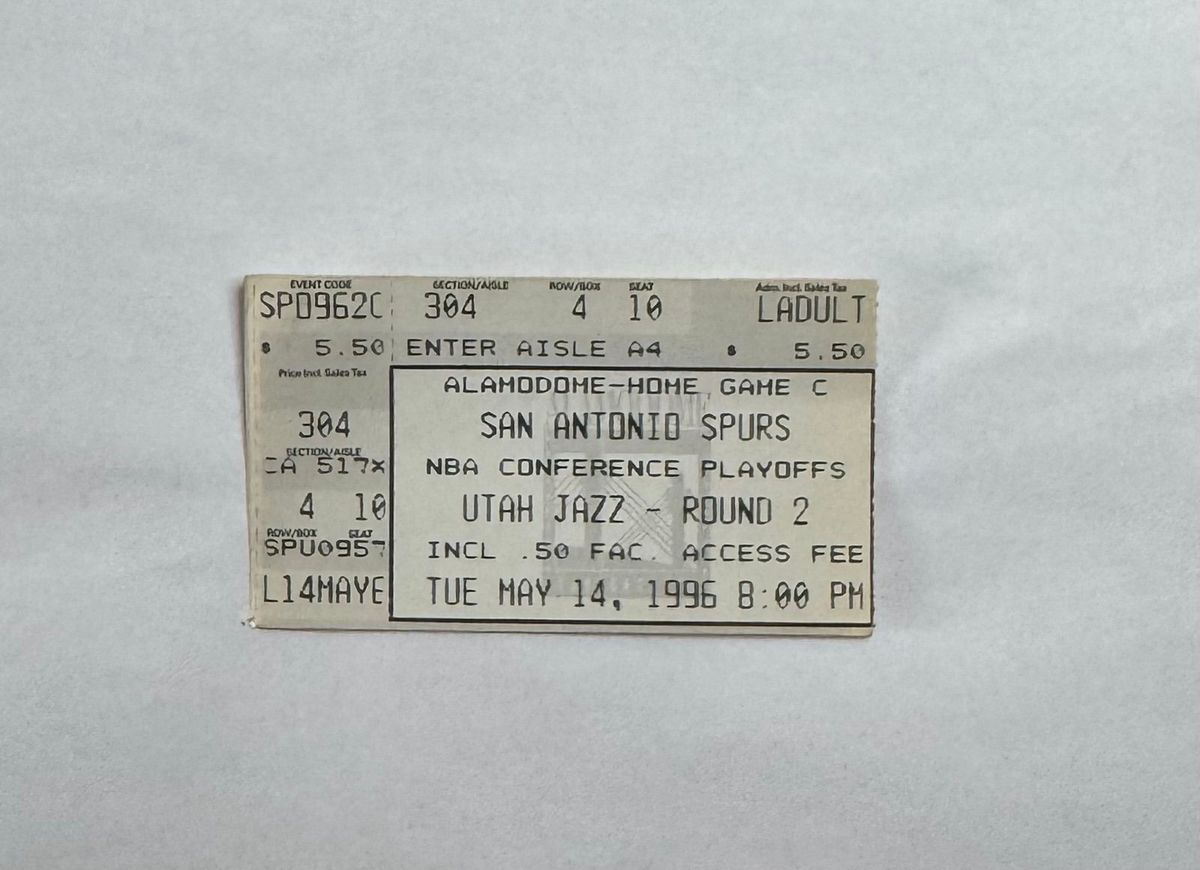 EVENT CODE SECTION/AISLE ROW/BOX SEAT Adm. Incl. Sales Tax
SPD962C 304 4 10 LADULT
$ 5.50 ENTER AISLE A4 $ 5.50
Price Incl. Sales Tax
ALAMODOME-HOME GAME C
304 SAN ANTONIO SPURS
SECTION/AISLE
CA 517X NBA CONFERENCE PLAYOFFS
4 10 UTAH JAZZ - ROUND 2
ROW/BOX SEAT
SPU0957 INCL .50 FAC. ACCESS FEE
L14MAYE TUE MAY 14, 1996 8:00 PM